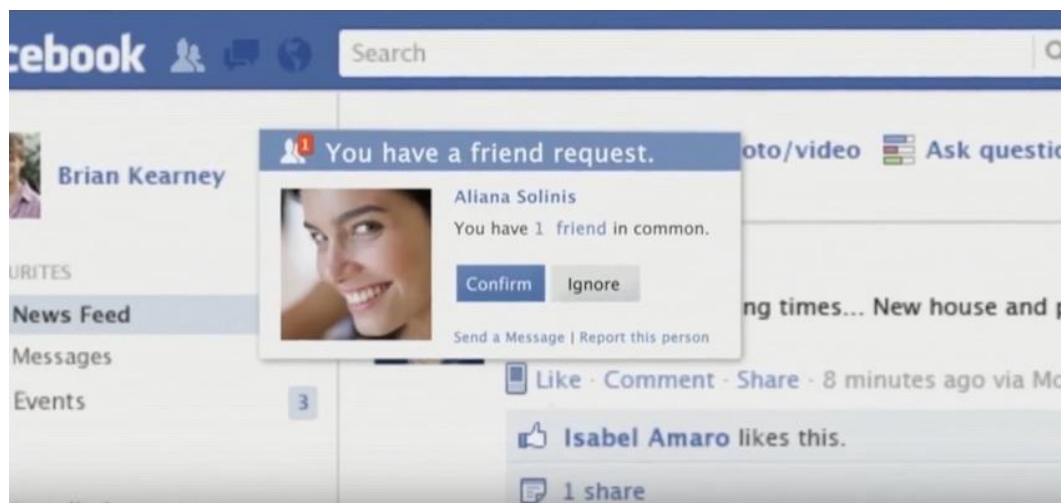 cebook
Search
Brian Kearney
You have a friend request.
1
Aliana Solinis
You have 1 friend in common.
Confirm
Ignore
Send a Message | Report this person
oto/video
Ask questio
URITES
News Feed
Messages
Events
3
ng times... New house and p
Like · Comment · Share · 8 minutes ago via Mo
Isabel Amaro likes this.
1 share